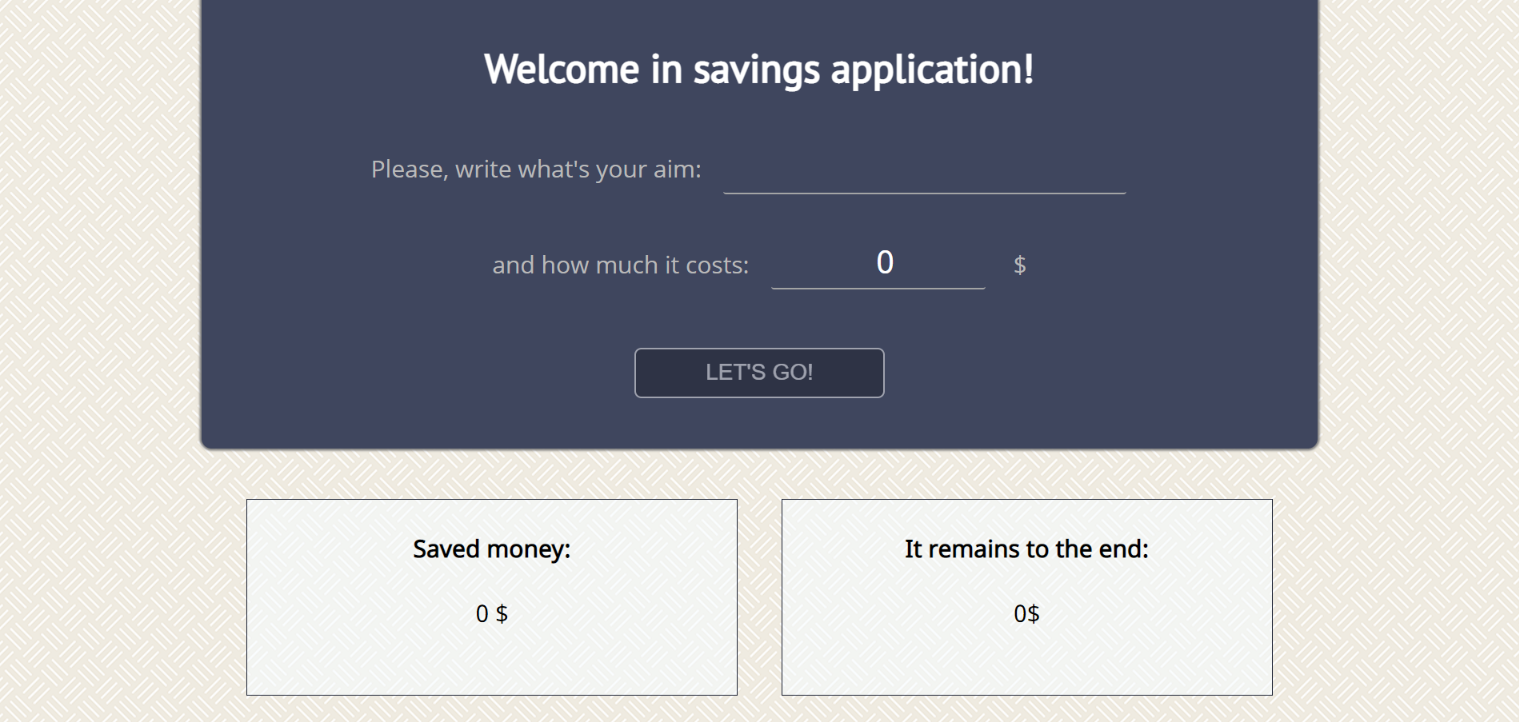 Welcome in savings application!
Please, write what's your aim:
and how much it costs: 0 $
LET'S GO!
Saved money:
It remains to the end:
0 $
0$